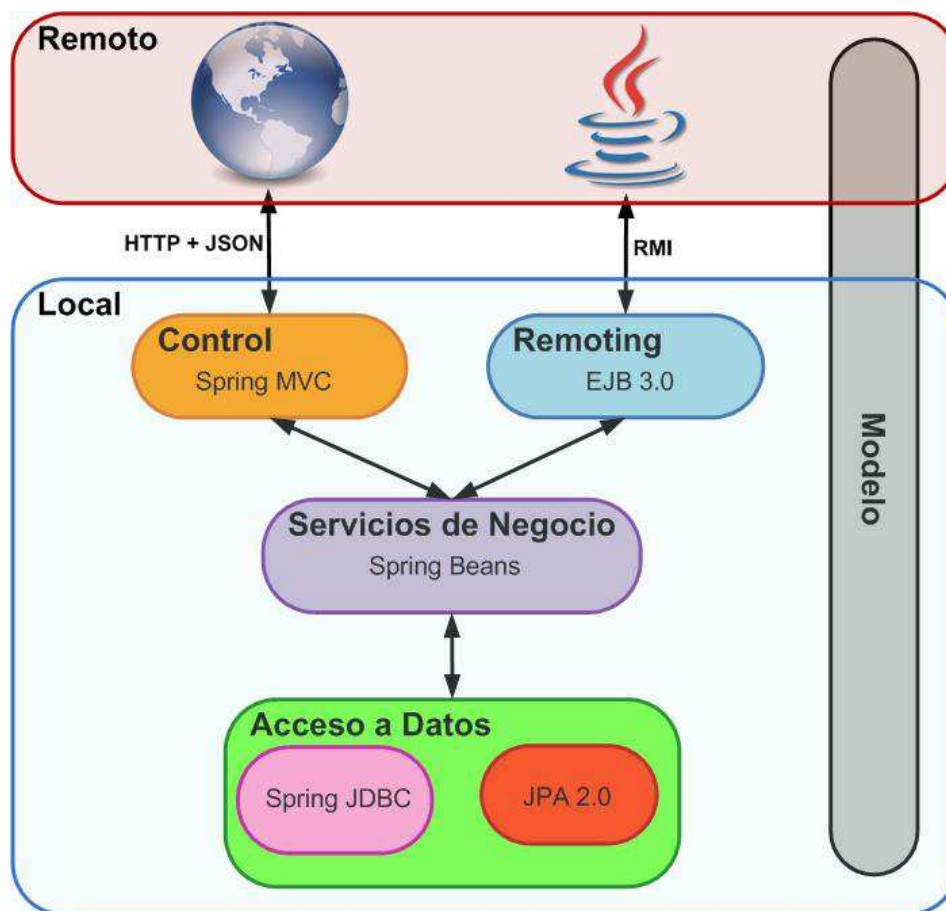 Remoto
HTTP + JSON
RMI
Local
Control
Spring MVC
Remoting
EJB 3.0
Modelo
Servicios de Negocio
Spring Beans
Acceso a Datos
Spring JDBC
JPA 2.0